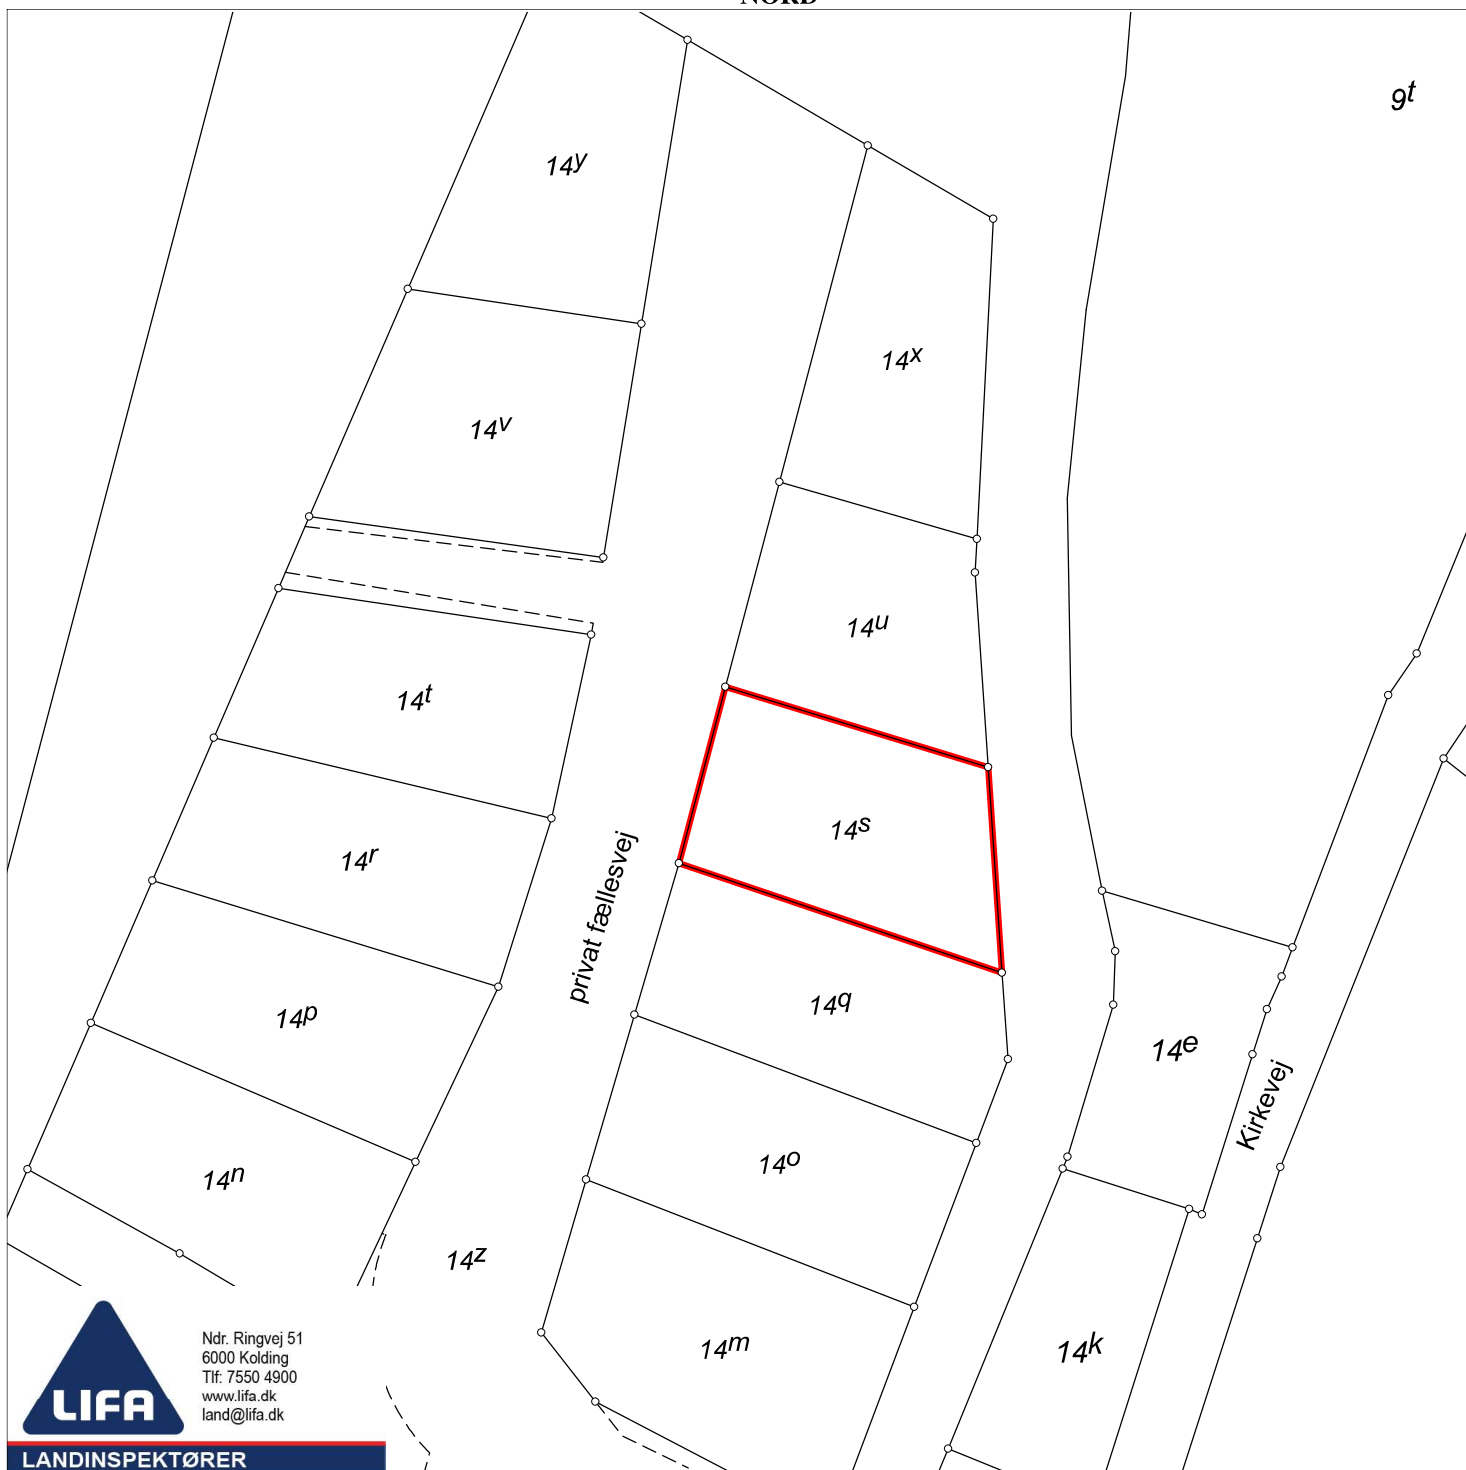 NORD
9t
14y
14x
14v
14u
14t
14s
14r
privat fællesvej
14q
14p
14e
Kirkevej
14o
14n
14z
14m
14k
Ndr. Ringvej 51
6000 Kolding
Tlf: 7550 4900
www.lifa.dk
land@lifa.dk
LIFA
LANDINSPEKTØRER